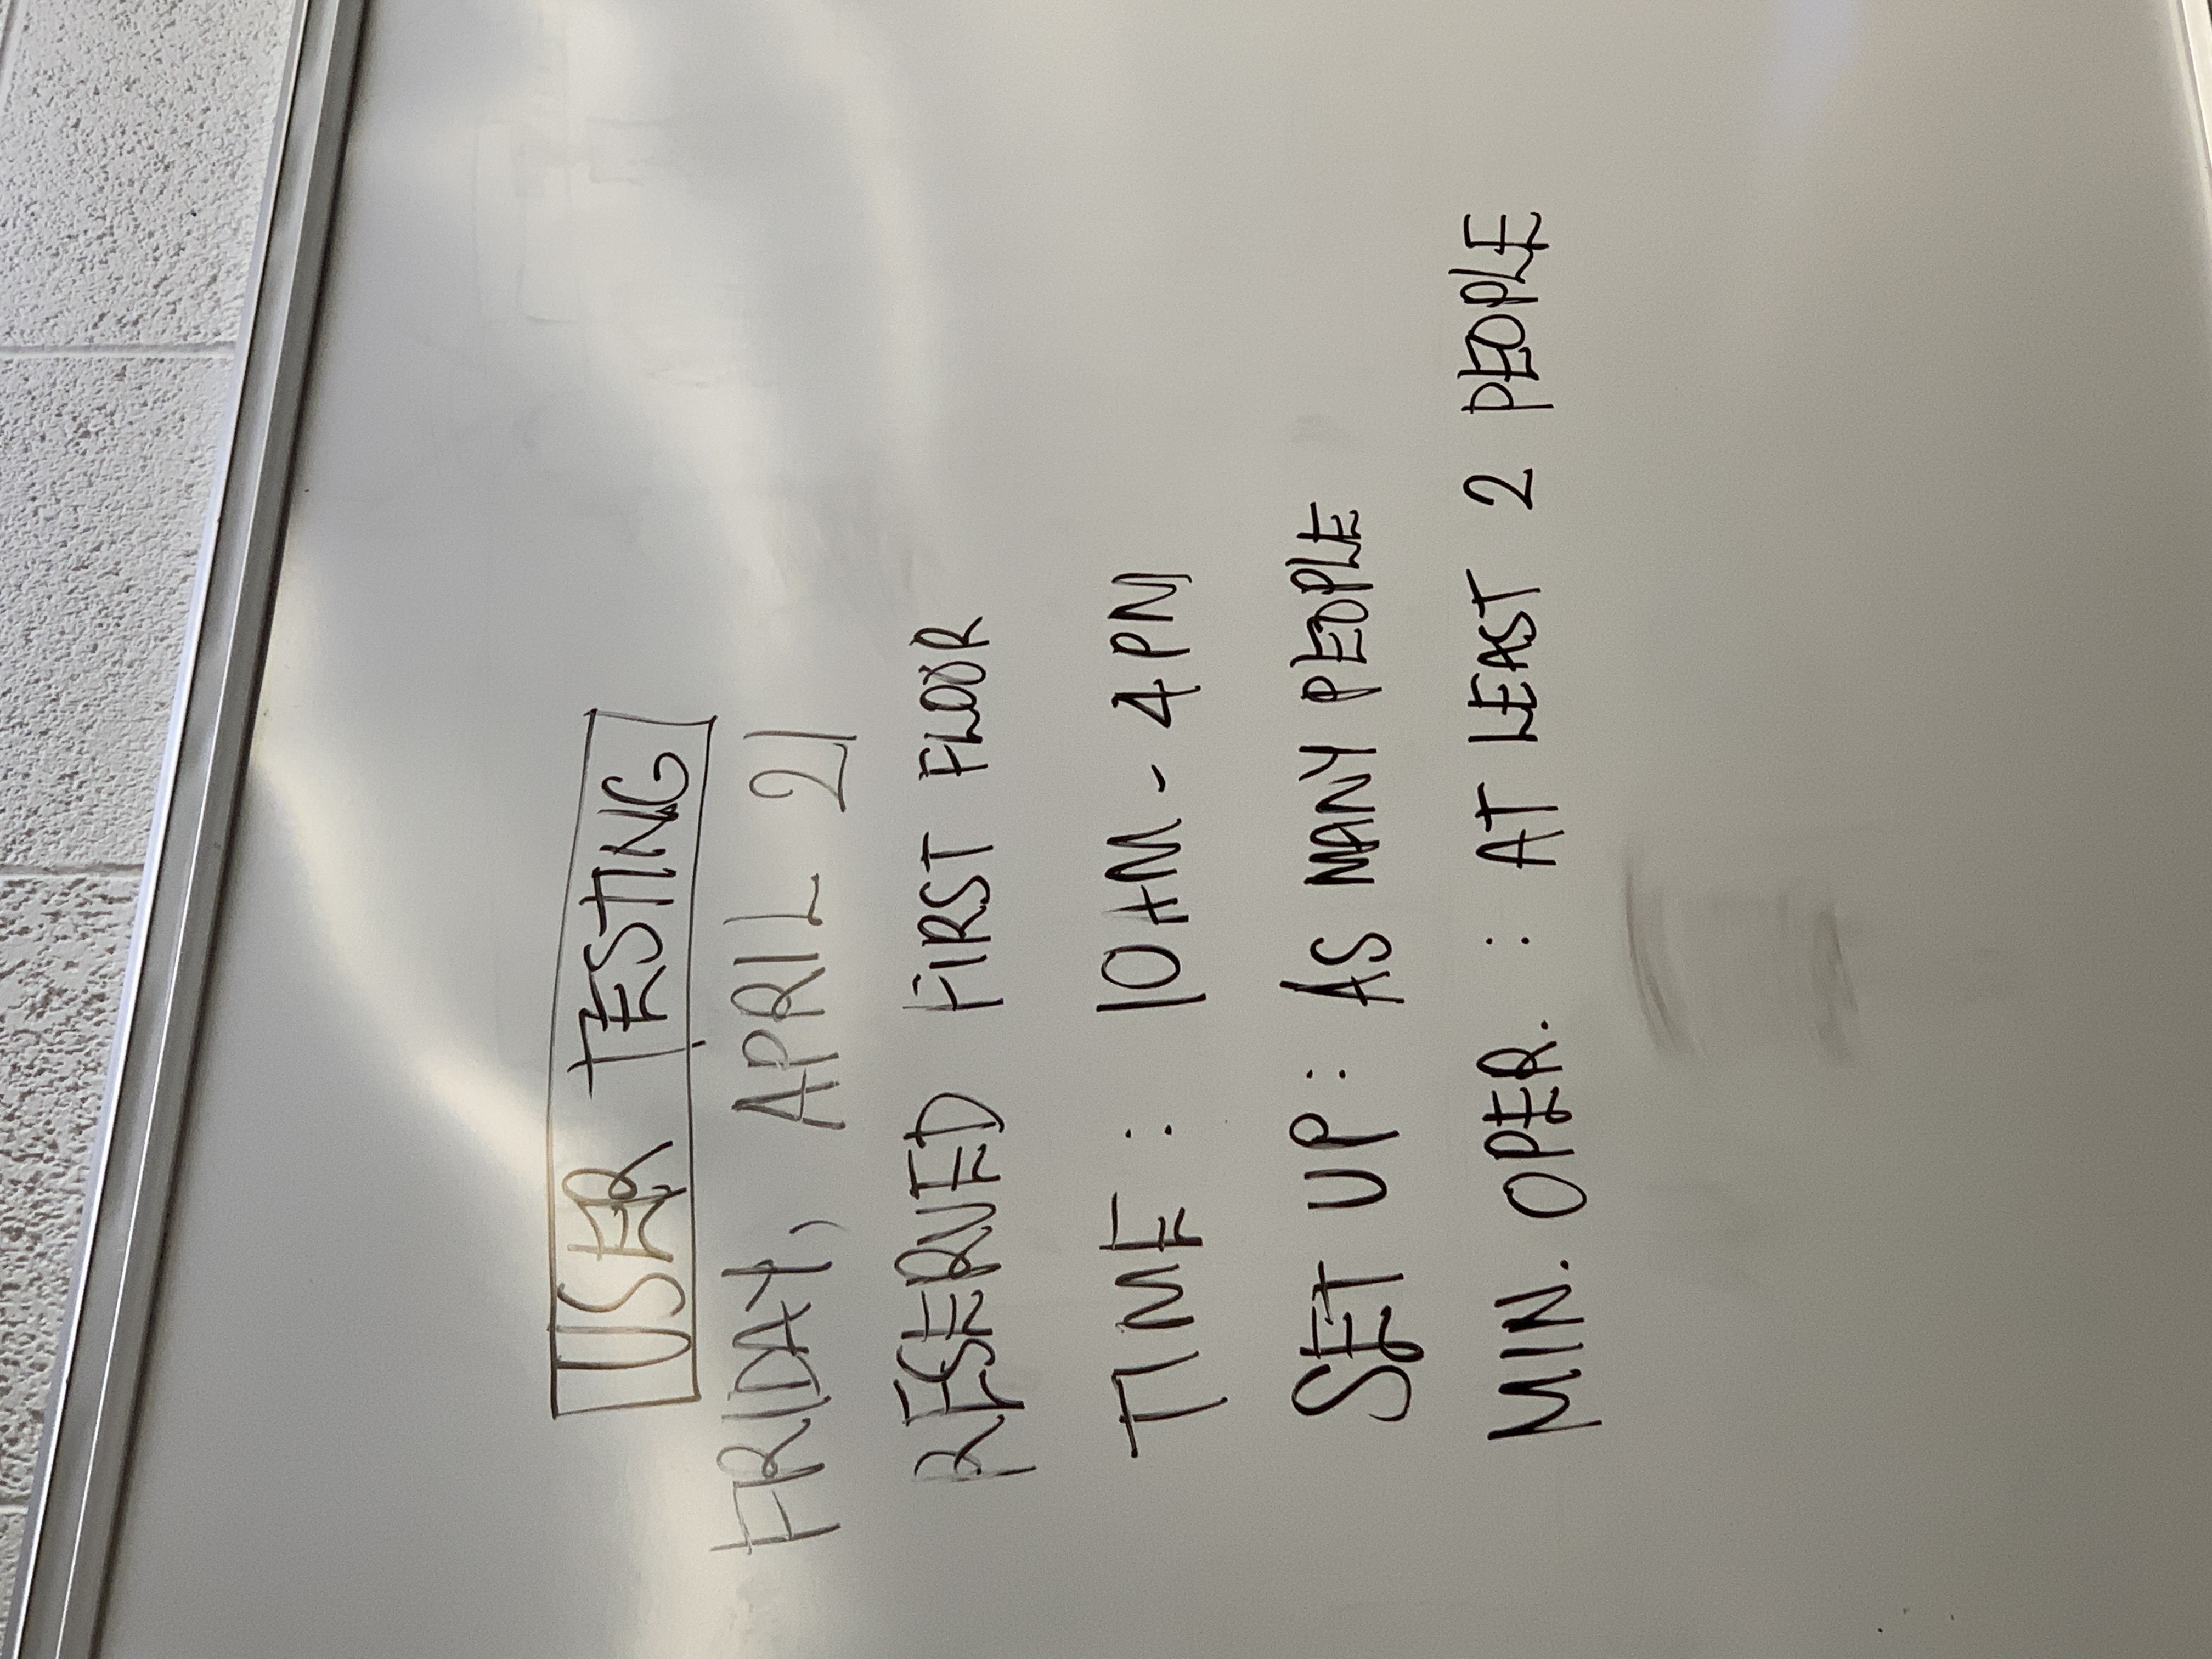 USER TESTING
FRIDAY, APRIL 21
RESERVED FIRST FLOOR
TIME : 10AM - 4PM
SET UP : AS MANY PEOPLE
MIN. OPER. : AT LEAST 2 PEOPLE